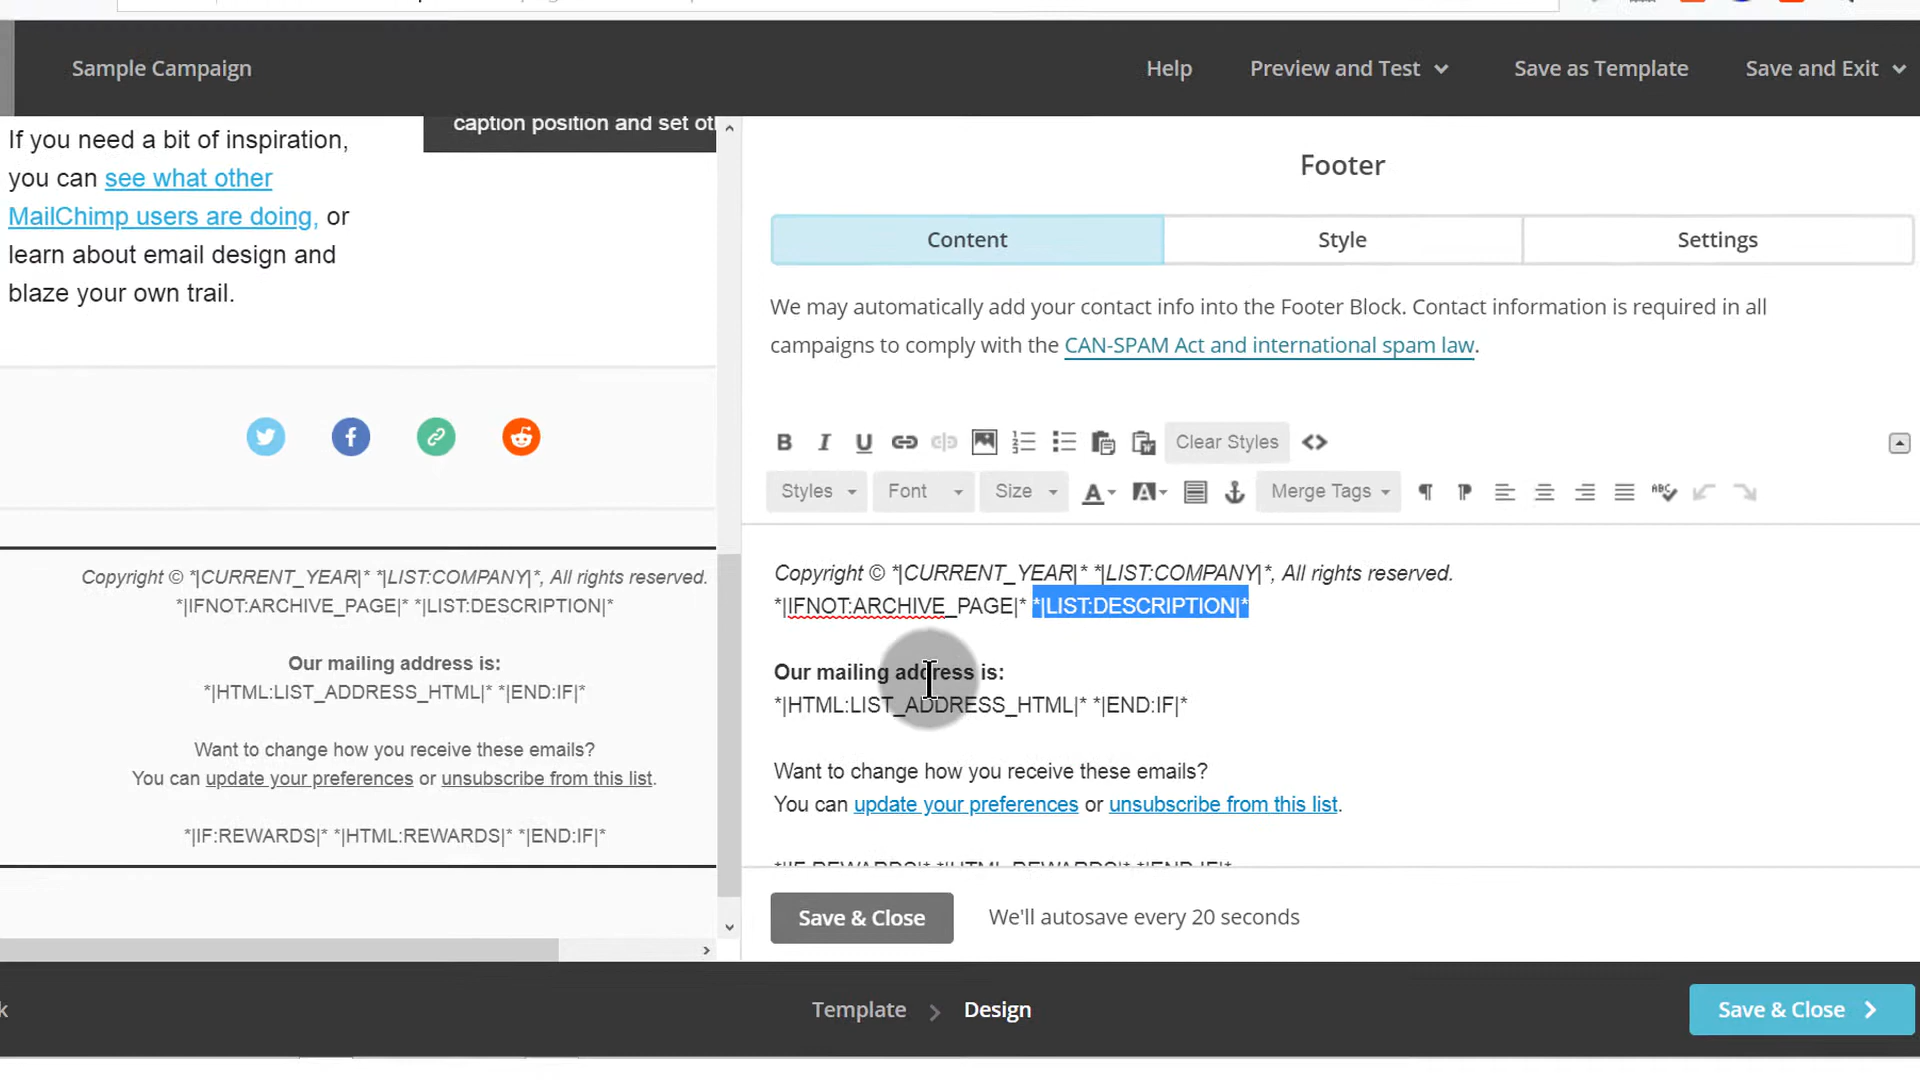 Sample Campaign
Help
Preview and Test
Save as Template
Save and Exit
If you need a bit of inspiration,
you can see what other
MailChimp users are doing, or
learn about email design and
blaze your own trail.
caption position and set
Copyright © *|CURRENT_YEAR|* *|LIST:COMPANY|*, All rights reserved.
*|IFNOT:ARCHIVE_PAGE|* *|LIST:DESCRIPTION|*
Our mailing address is:
*|HTML:LIST_ADDRESS_HTML|* *|END:IF|*
Want to change how you receive these emails?
You can update your preferences or unsubscribe from this list.
*|IF:REWARDS|* *|HTML:REWARDS|* *|END:IF|*
Footer
Content
Style
Settings
We may automatically add your contact info into the Footer Block. Contact information is required in all
campaigns to comply with the CAN-SPAM Act and international spam law.
B I U
Clear Styles
Styles
Font
Size
A
A
Merge Tags
ABC
Copyright © *|CURRENT_YEAR|* *|LIST:COMPANY|*, All rights reserved.
*|IFNOT:ARCHIVE_PAGE|* *|LIST:DESCRIPTION|*
Our mailing address is:
*|HTML:LIST_ADDRESS_HTML|* *|END:IF|*
Want to change how you receive these emails?
You can update your preferences or unsubscribe from this list.
*|IF:REWARDS|* *|HTML:REWARDS|* *|END:IF|*
Save & Close
We'll autosave every 20 seconds
Template
Design
Save & Close